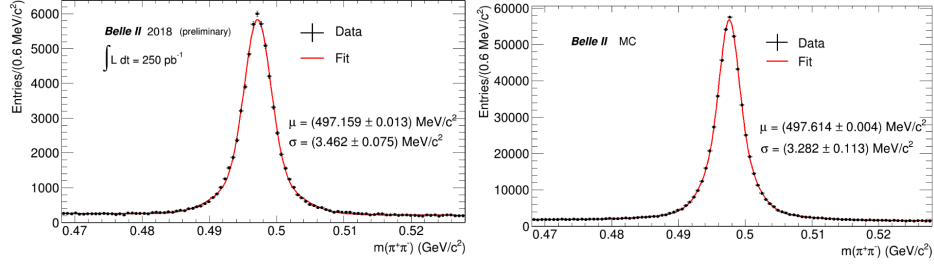 Entries/(0.6 MeV/c²)
6000
5000
4000
3000
2000
1000
0
Belle II 2018 (preliminary)
∫ L dt = 250 pb⁻¹
Data
Fit
μ = (497.159 ± 0.013) MeV/c²
σ = (3.462 ± 0.075) MeV/c²
0.47 0.48 0.49 0.5 0.51 0.52
m(π⁺π⁻) (GeV/c²)
Entries/(0.6 MeV/c²)
60000
50000
40000
30000
20000
10000
0
Belle II MC
Data
Fit
μ = (497.614 ± 0.004) MeV/c²
σ = (3.282 ± 0.113) MeV/c²
0.47 0.48 0.49 0.5 0.51 0.52
m(π⁺π⁻) (GeV/c²)